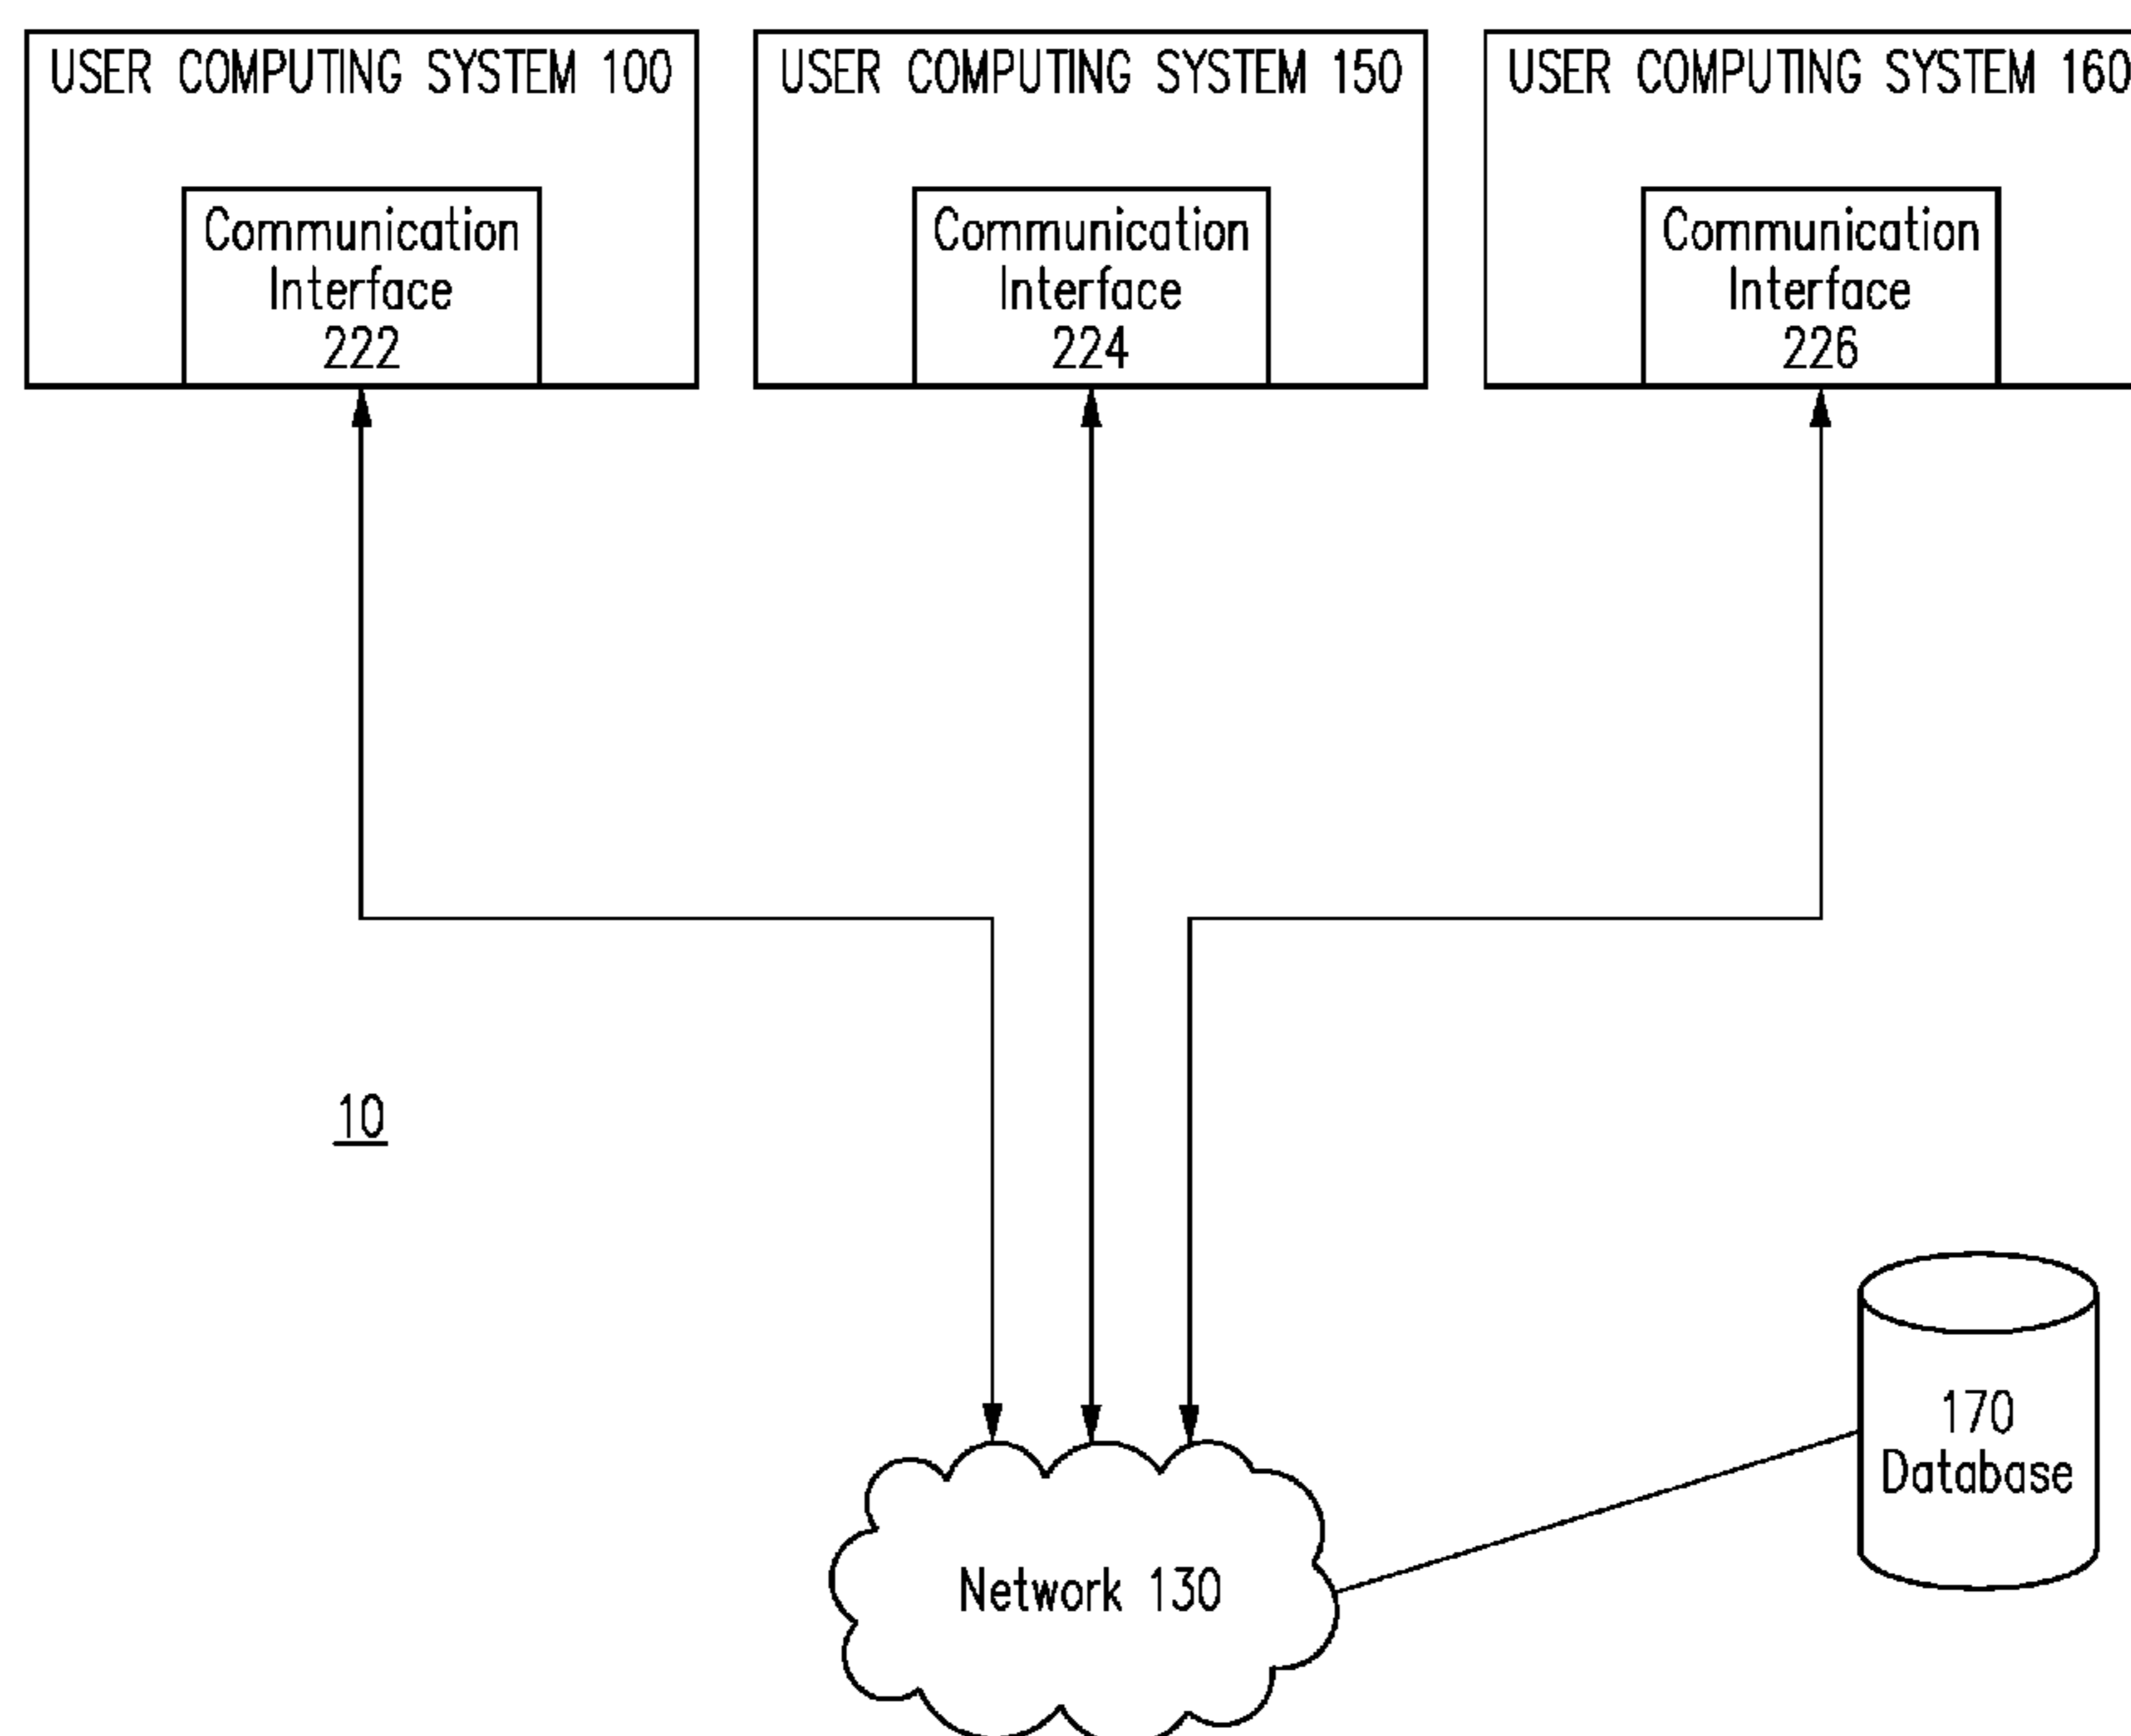 USER COMPUTING SYSTEM 100
Communication
Interface
222
USER COMPUTING SYSTEM 150
Communication
Interface
224
USER COMPUTING SYSTEM 160
Communication
Interface
226
10
170
Database
Network 130